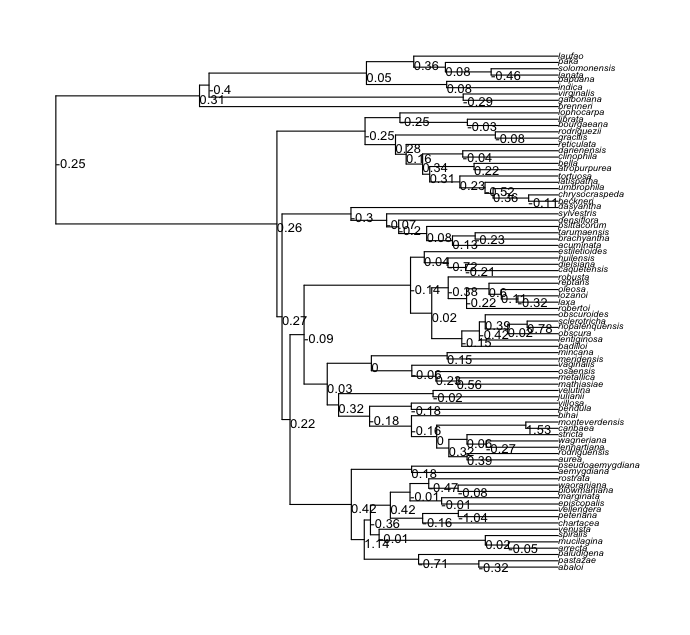 laufao
paka
0.36
solomonensis
0.08
0.05
-0.46
lanata
papuana
-0.4
0.08
indica
virginalis
0.31
-0.29
galboriana
brenneri
lophocarpa
-0.25
librata
-0.03
bourgaeana
-0.25
rodriguezii
-0.08
gracilis
reticulata
0.28
darienensis
0.16
-0.04
clinophila
-0.25
bella
0.34
0.22
atropurpurea
tortuosa
0.31
latispatha
0.23
umbrophila
0.52
chrysocraspeda
0.36
-0.11
beckneri
dasyantha
-0.3
sylvestris
densiflora
-0.07
psittacorum
0.26
-0.2
tarumaensis
0.08
-0.23
brachyantha
0.13
acuminata
estiletioides
0.04
huilensis
-0.72
dielsiana
-0.21
caquetensis
robusta
-0.14
reptans
-0.38
0.6
oleosa
0.11
lozanoi
-0.22
-0.32
laxa
robertoi
0.27
0.02
obscuroides
sclerotricha
0.39
nopalenquensis
0.78
-0.42
0.02
obscura
lentiginosa
-0.09
-0.15
badilloi
mincana
0.15
meridensis
0
vaginalis
-0.06
osaensis
0.23
metallica
0.56
mathiasiae
0.03
velutina
-0.02
julianii
villosa
0.32
-0.18
pendula
-0.18
bihai
monteverdensis
0.22
-0.16
1.53
caribaea
stricta
0
wagneriana
0.06
-0.27
lennartiana
0.32
rodriguensis
0.39
aurea
pseudoaemygdiana
0.18
aemygdiana
rostrata
-0.47
waoraniana
-0.08
plowmaniana
-0.01
marginata
-0.01
episcopalis
0.42
0.42
vellerigera
-1.04
peteriana
-0.36
-0.16
chartacea
venusta
-0.01
spiralis
0.02
mucilagina
1.14
-0.05
arrecta
paludigena
-0.71
pastazae
-0.32
abaloi